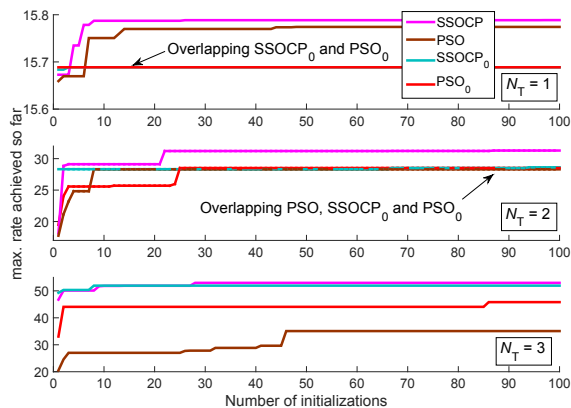 15.8
15.7
15.6
0 10 20 30 40 50 60 70 80 90 100
Overlapping SSOCP0 and PSO0
SSOCP
PSO
SSOCP0
PSO0
NT = 1
max. rate achieved so far
30
25
20
0 10 20 30 40 50 60 70 80 90 100
Overlapping PSO, SSOCP0 and PSO0
NT = 2
50
40
30
20
0 10 20 30 40 50 60 70 80 90 100
NT = 3
Number of initializations